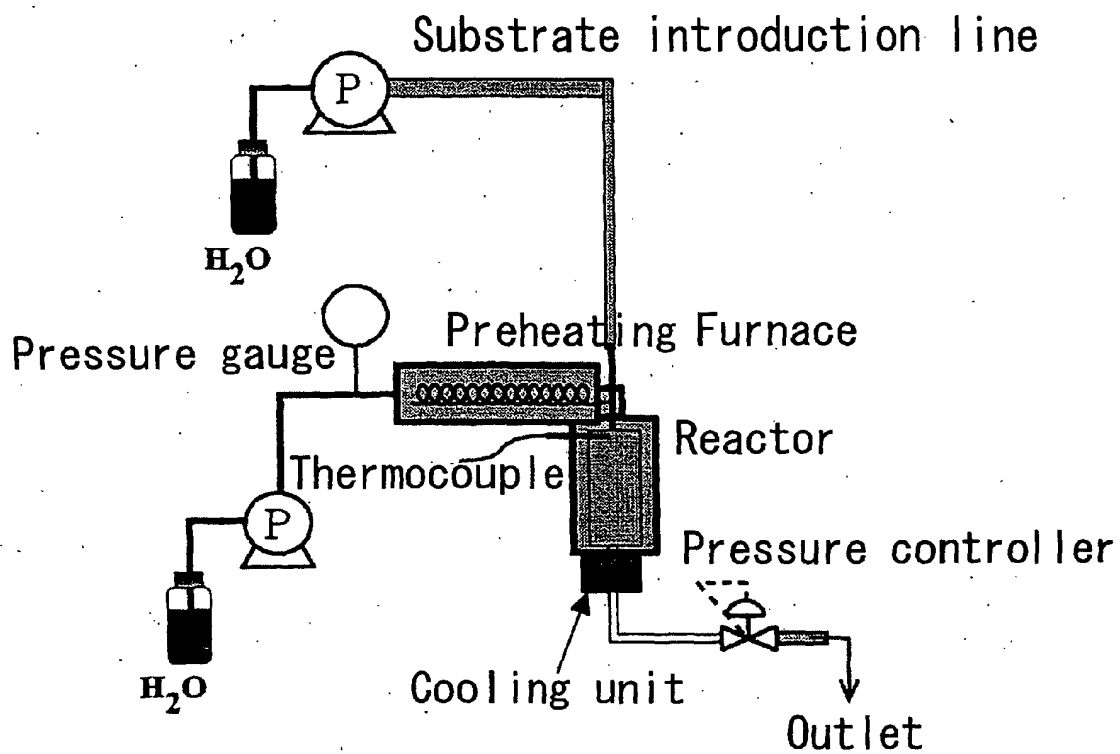 Substrate introduction line
P
H₂O
Preheating Furnace
Pressure gauge
Reactor
Thermocouple
P
Pressure controller
H₂O
Cooling unit
Outlet